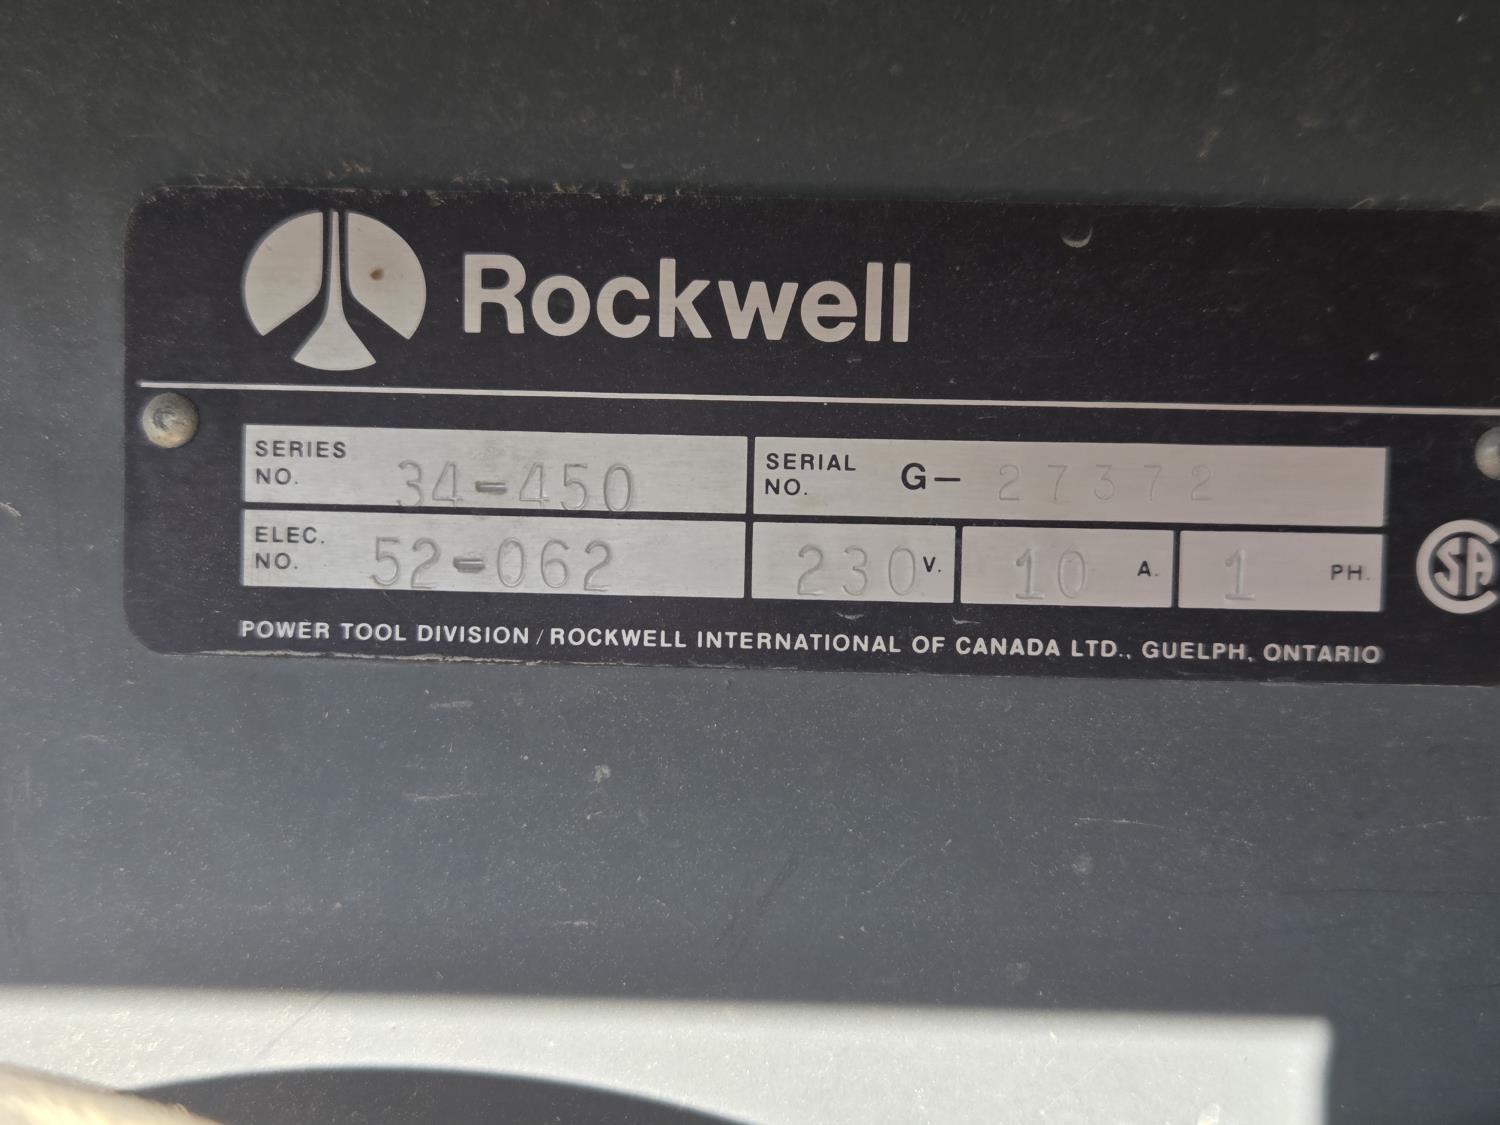 Rockwell
SERIES NO. 34-450
SERIAL NO. G- 27372
ELEC. NO. 52-062
230 V. 10 A. 1 PH.
POWER TOOL DIVISION / ROCKWELL INTERNATIONAL OF CANADA LTD., GUELPH, ONTARIO
SA